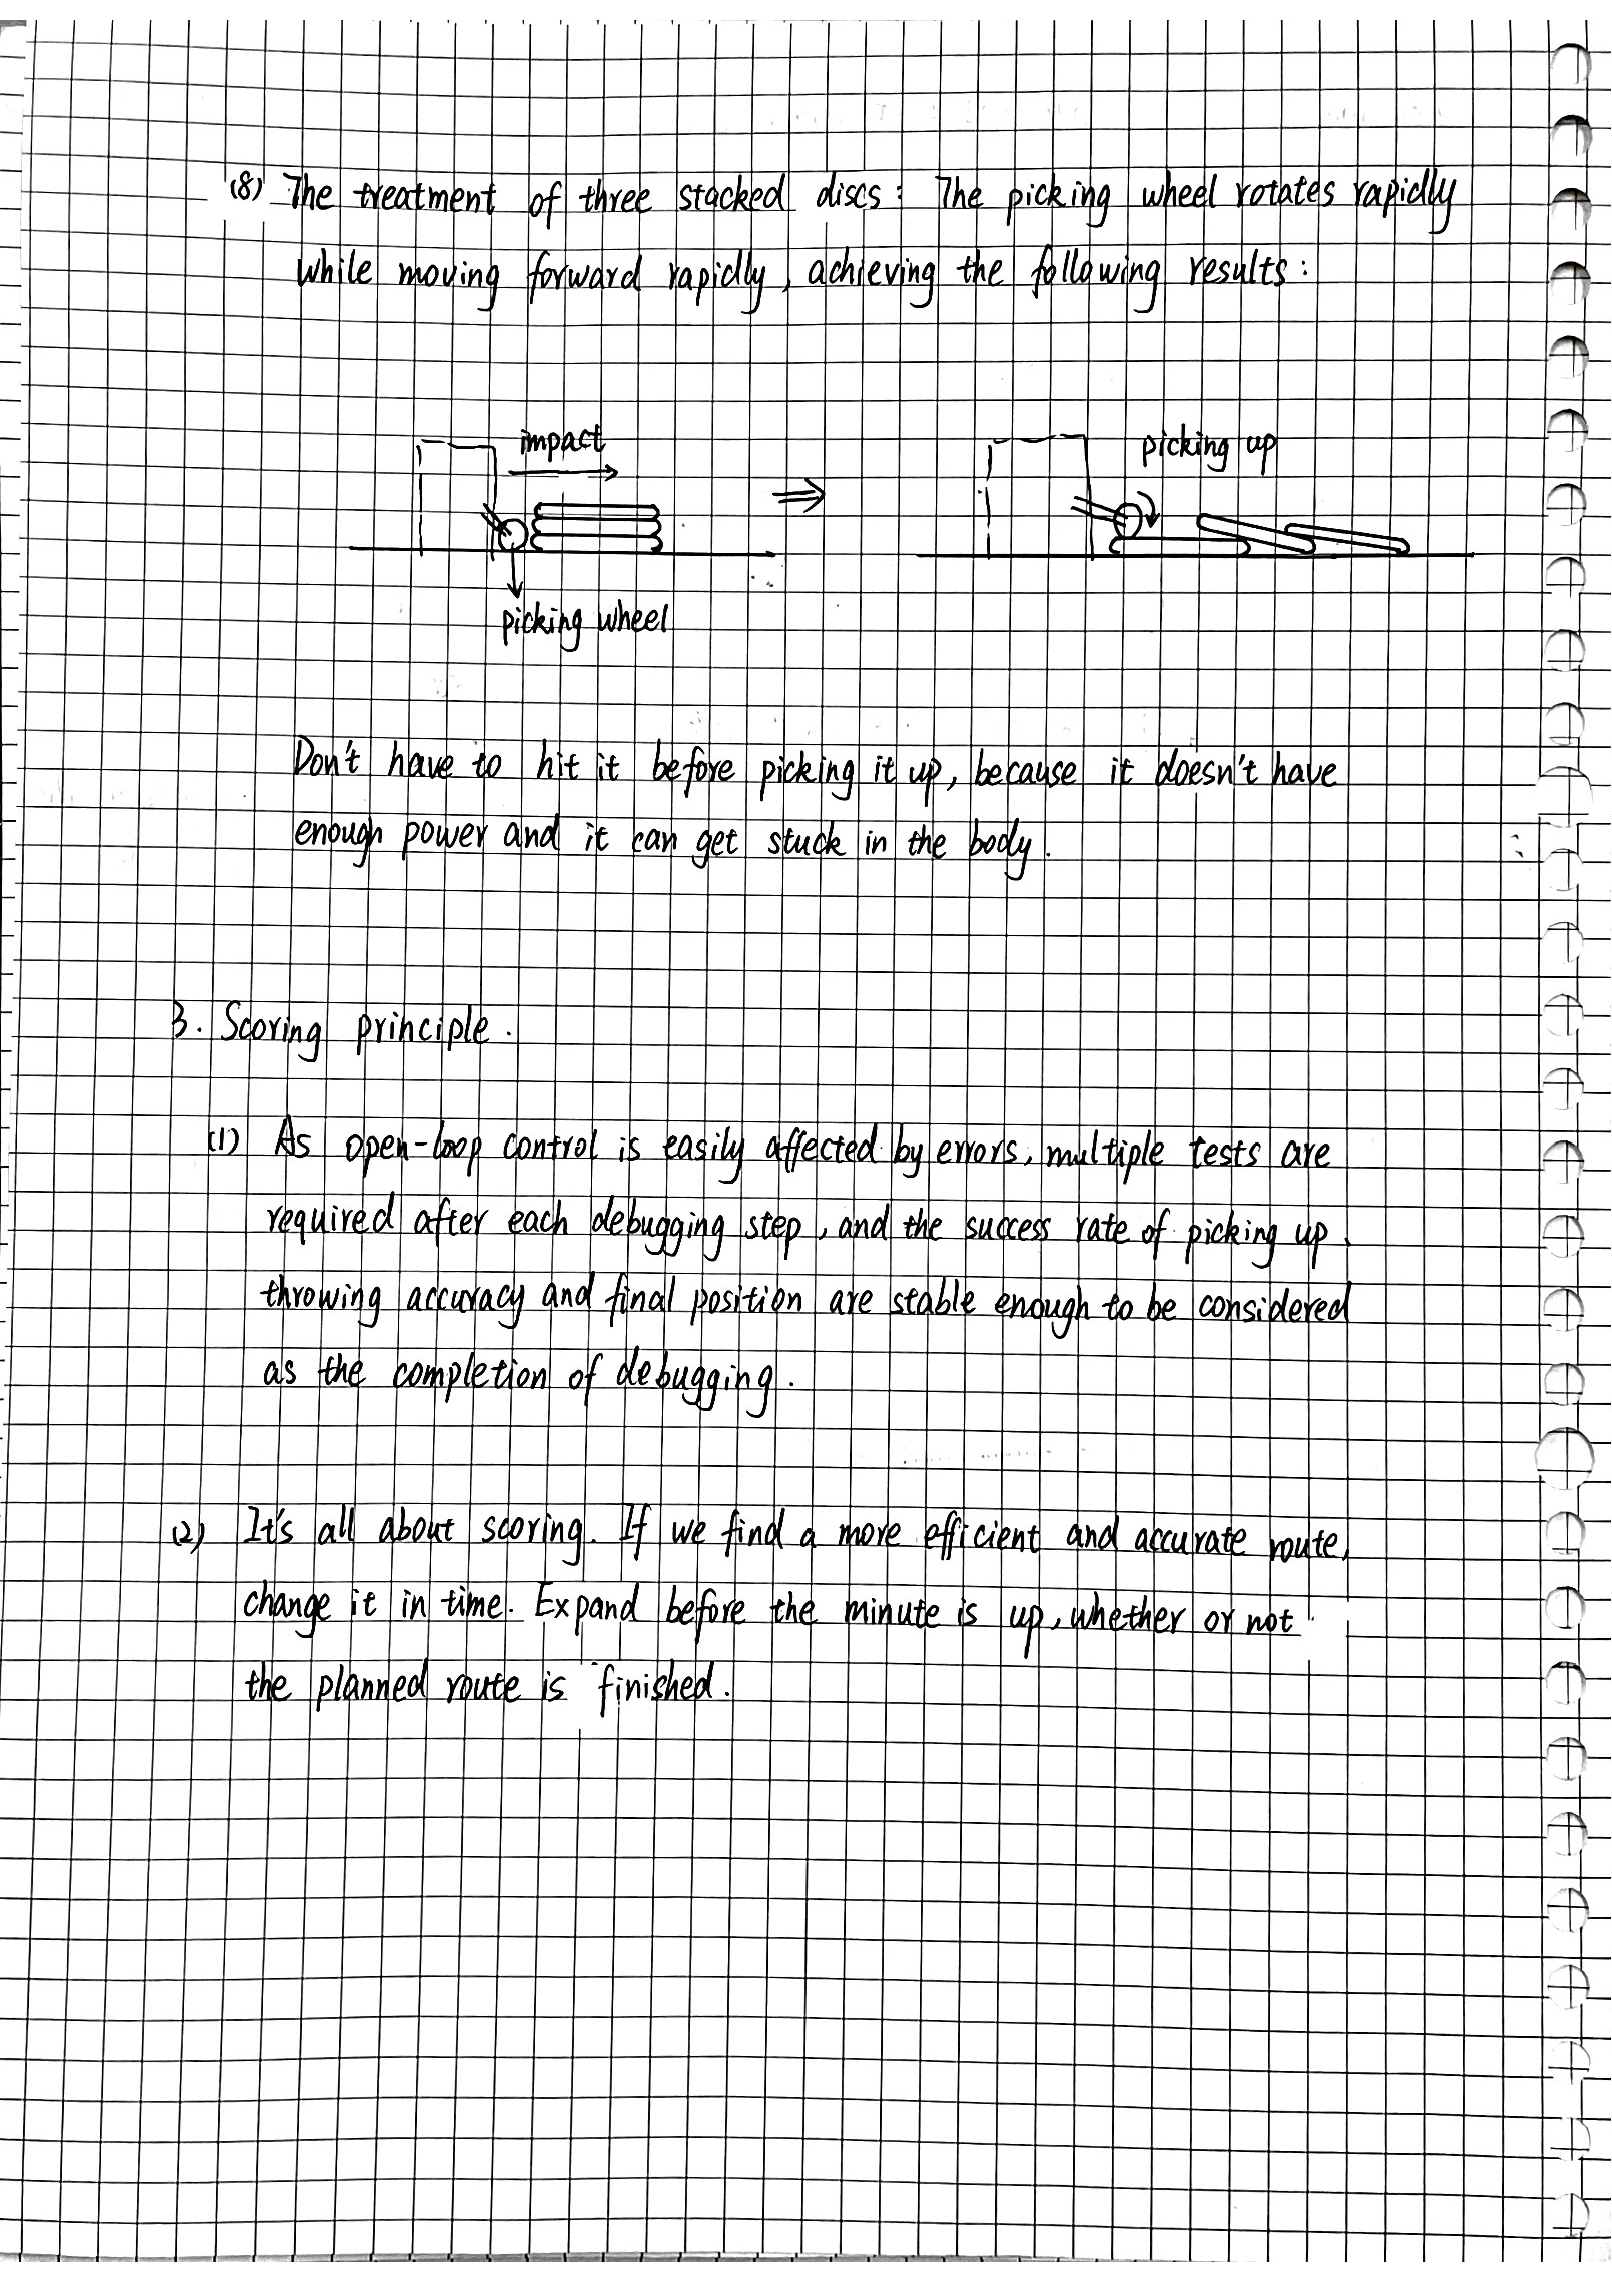 (8) The treatment of three stacked discs: The picking wheel rotates rapidly
while moving forward rapidly, achieving the following results:
impact
picking up
picking wheel
Don't have to hit it before picking it up, because it doesn't have
enough power and it can get stuck in the body.
3. Scoring principle.
(1) As open-loop control is easily affected by errors, multiple tests are
required after each debugging step, and the success rate of picking up,
throwing accuracy and final position are stable enough to be considered
as the completion of debugging.
(2) It's all about scoring. If we find a more efficient and accurate route,
change it in time. Expand before the minute is up, whether or not
the planned route is finished.